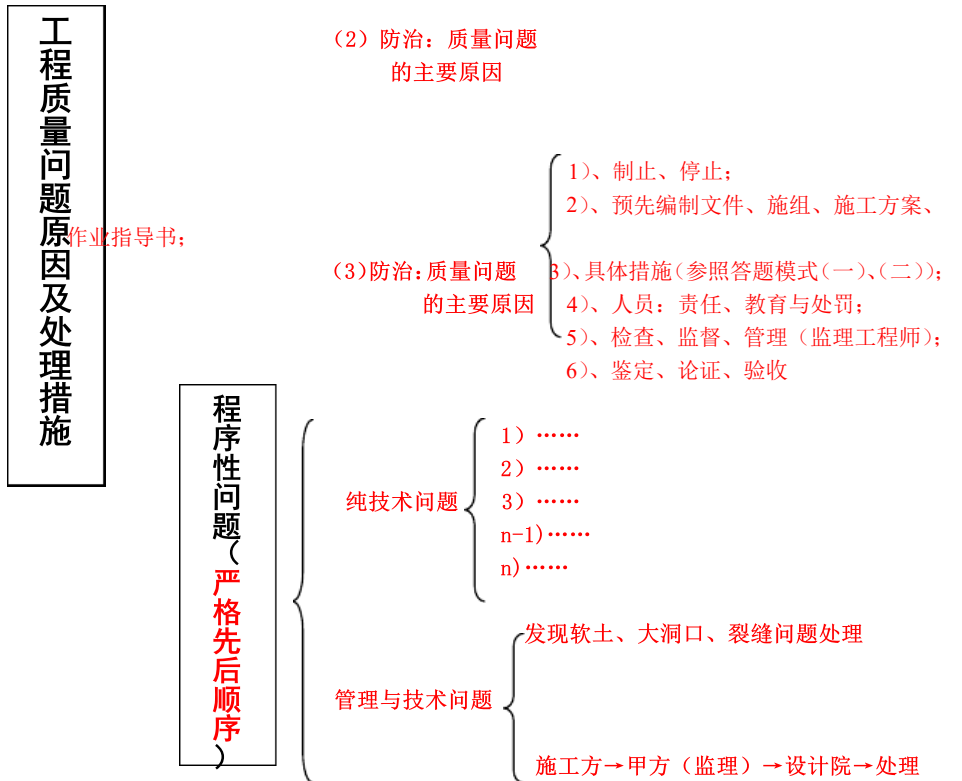 工程质量问题原因及处理措施
（2）防治：质量问题
的主要原因
1）、制止、停止；
2）、预先编制文件、施组、施工方案、
作业指导书；
（3）防治：质量问题
的主要原因
3）、具体措施（参照答题模式（一）、（二））；
4）、人员：责任、教育与处罚；
5）、检查、监督、管理（监理工程师）；
6）、鉴定、论证、验收
程序性问题（严格先后顺序）
纯技术问题
1）……
2）……
3）……
n-1)……
n)……
管理与技术问题
发现软土、大洞口、裂缝问题处理
施工方→甲方（监理）→设计院→处理